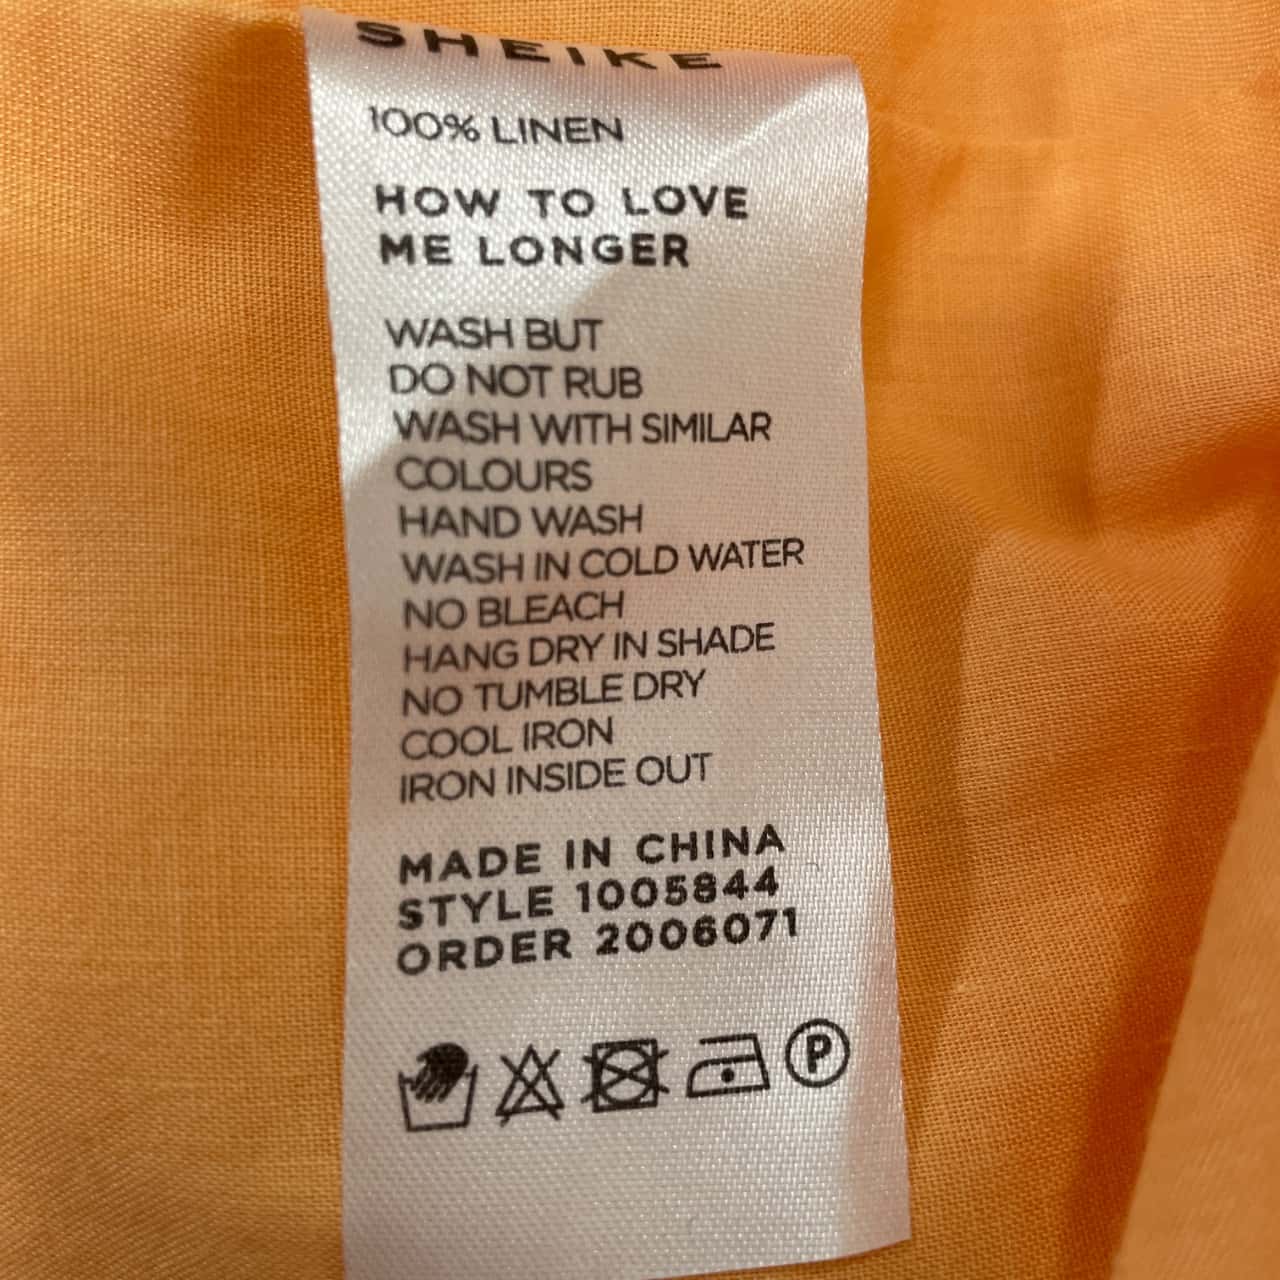 SHEIKE
100% LINEN
HOW TO LOVE
ME LONGER
WASH BUT
DO NOT RUB
WASH WITH SIMILAR
COLOURS
HAND WASH
WASH IN COLD WATER
NO BLEACH
HANG DRY IN SHADE
NO TUMBLE DRY
COOL IRON
IRON INSIDE OUT
MADE IN CHINA
STYLE 1005844
ORDER 2006071
P